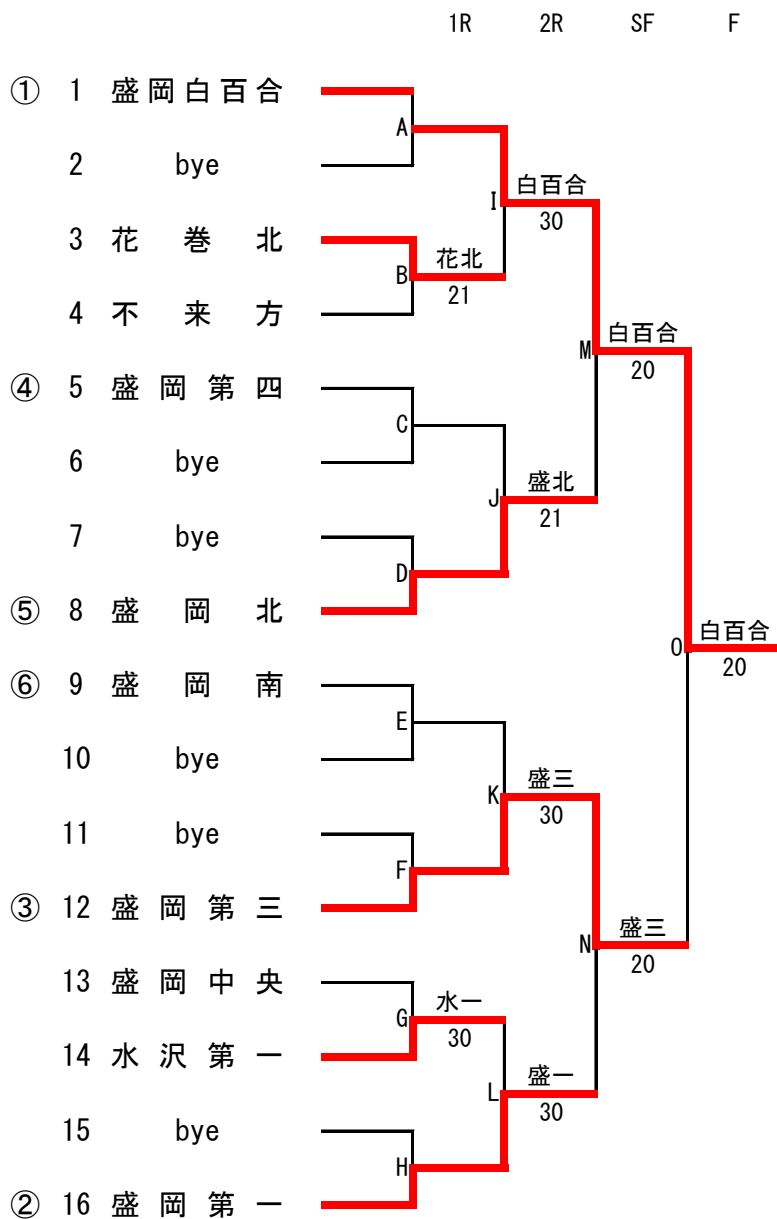 1R 2R SF F
① 1 盛岡白百合
A
2 bye
I 白百合
30
3 花巻北
B 花北
21
4 不来方
M 白百合
20
④ 5 盛岡第四
C
6 bye
J 盛北
21
7 bye
D
⑤ 8 盛岡北
O 白百合
20
⑥ 9 盛岡南
E
10 bye
K 盛三
30
11 bye
F
③ 12 盛岡第三
N 盛三
20
13 盛岡中央
G 水一
30
14 水沢第一
L 盛一
30
15 bye
H
② 16 盛岡第一